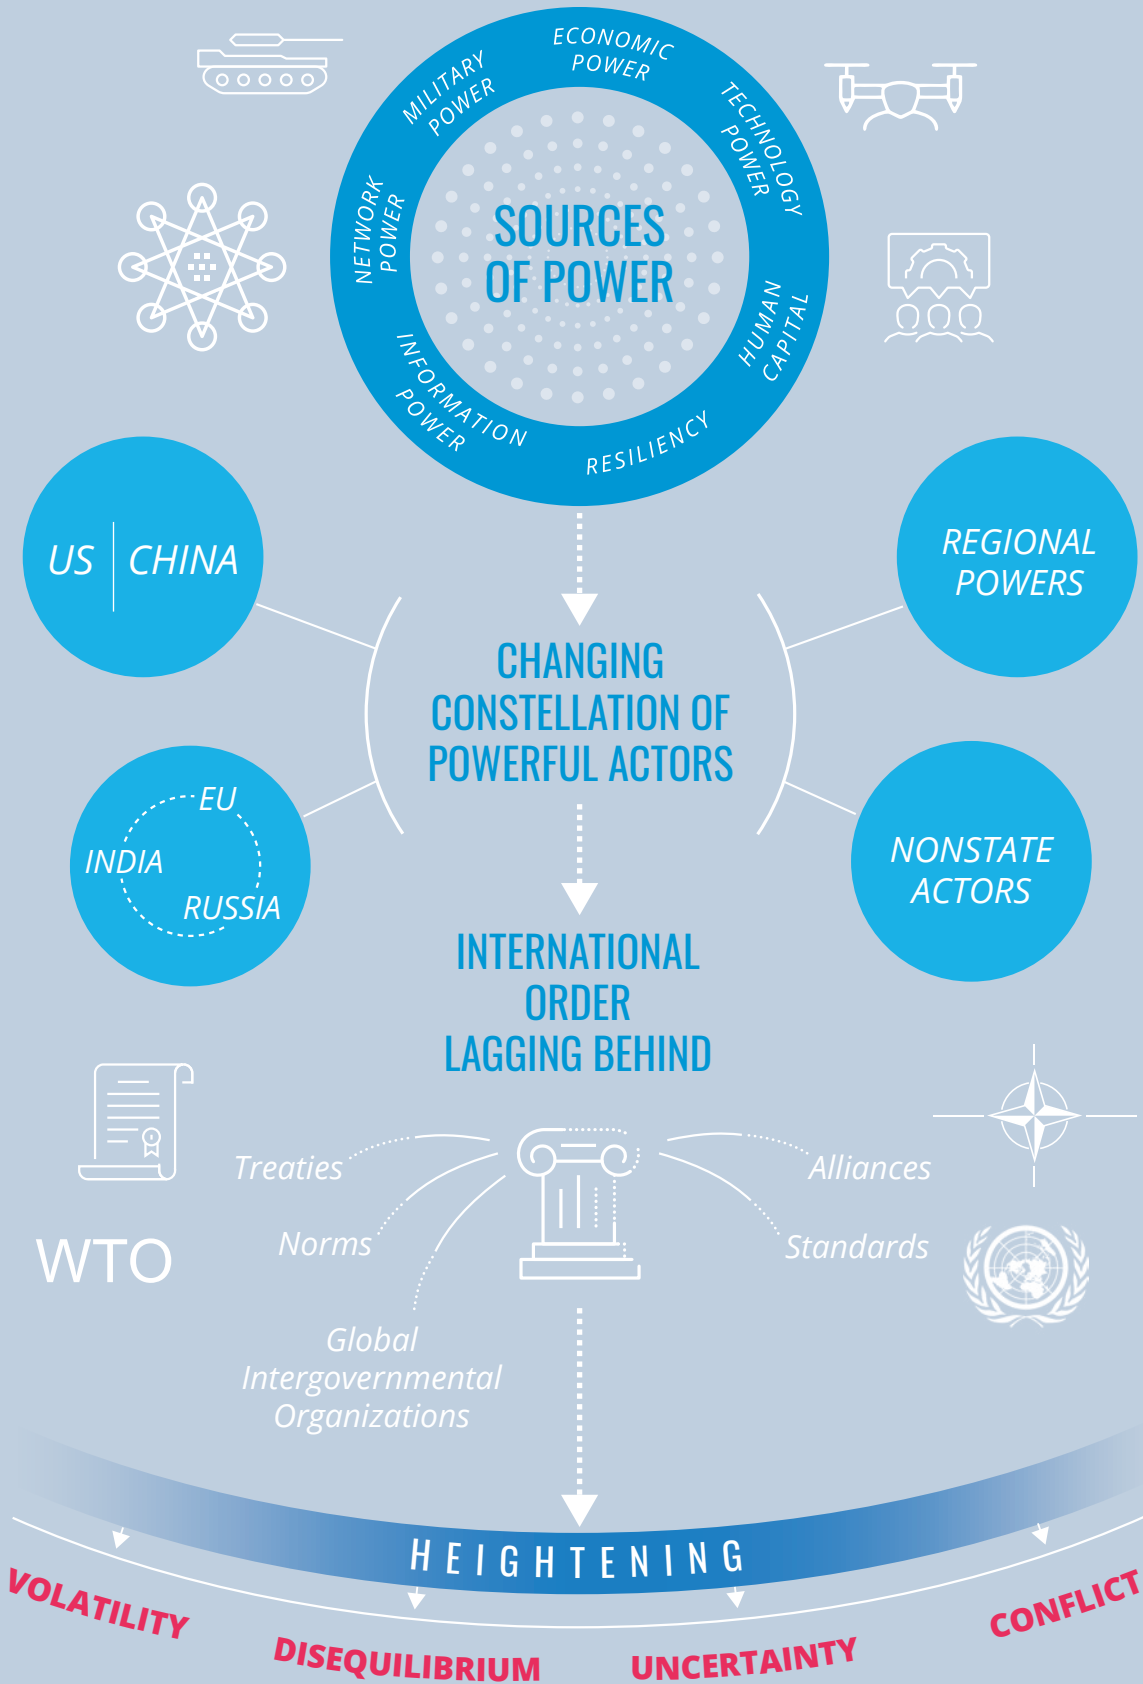 ECONOMIC
POWER
MILITARY
POWER
TECHNOLOGY
POWER
NETWORK
POWER
SOURCES
OF POWER
HUMAN
CAPITAL
INFORMATION
POWER
RESILIENCY
US | CHINA
REGIONAL
POWERS
CHANGING
CONSTELLATION OF
POWERFUL ACTORS
EU
INDIA
RUSSIA
NONSTATE
ACTORS
INTERNATIONAL
ORDER
LAGGING BEHIND
Treaties
Alliances
Norms
Standards
WTO
Global
Intergovernmental
Organizations
HEIGHTENING
VOLATILITY
DISEQUILIBRIUM
UNCERTAINTY
CONFLICT